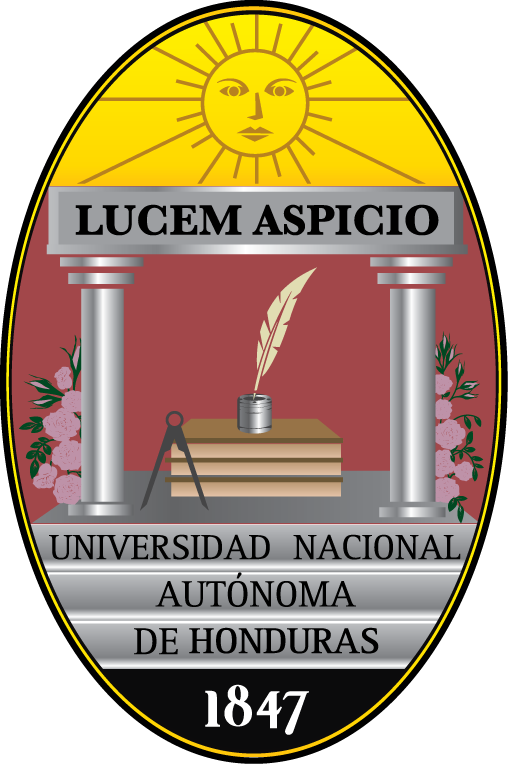 LUCEM ASPICIO
UNIVERSIDAD NACIONAL
AUTÓNOMA
DE HONDURAS
1847